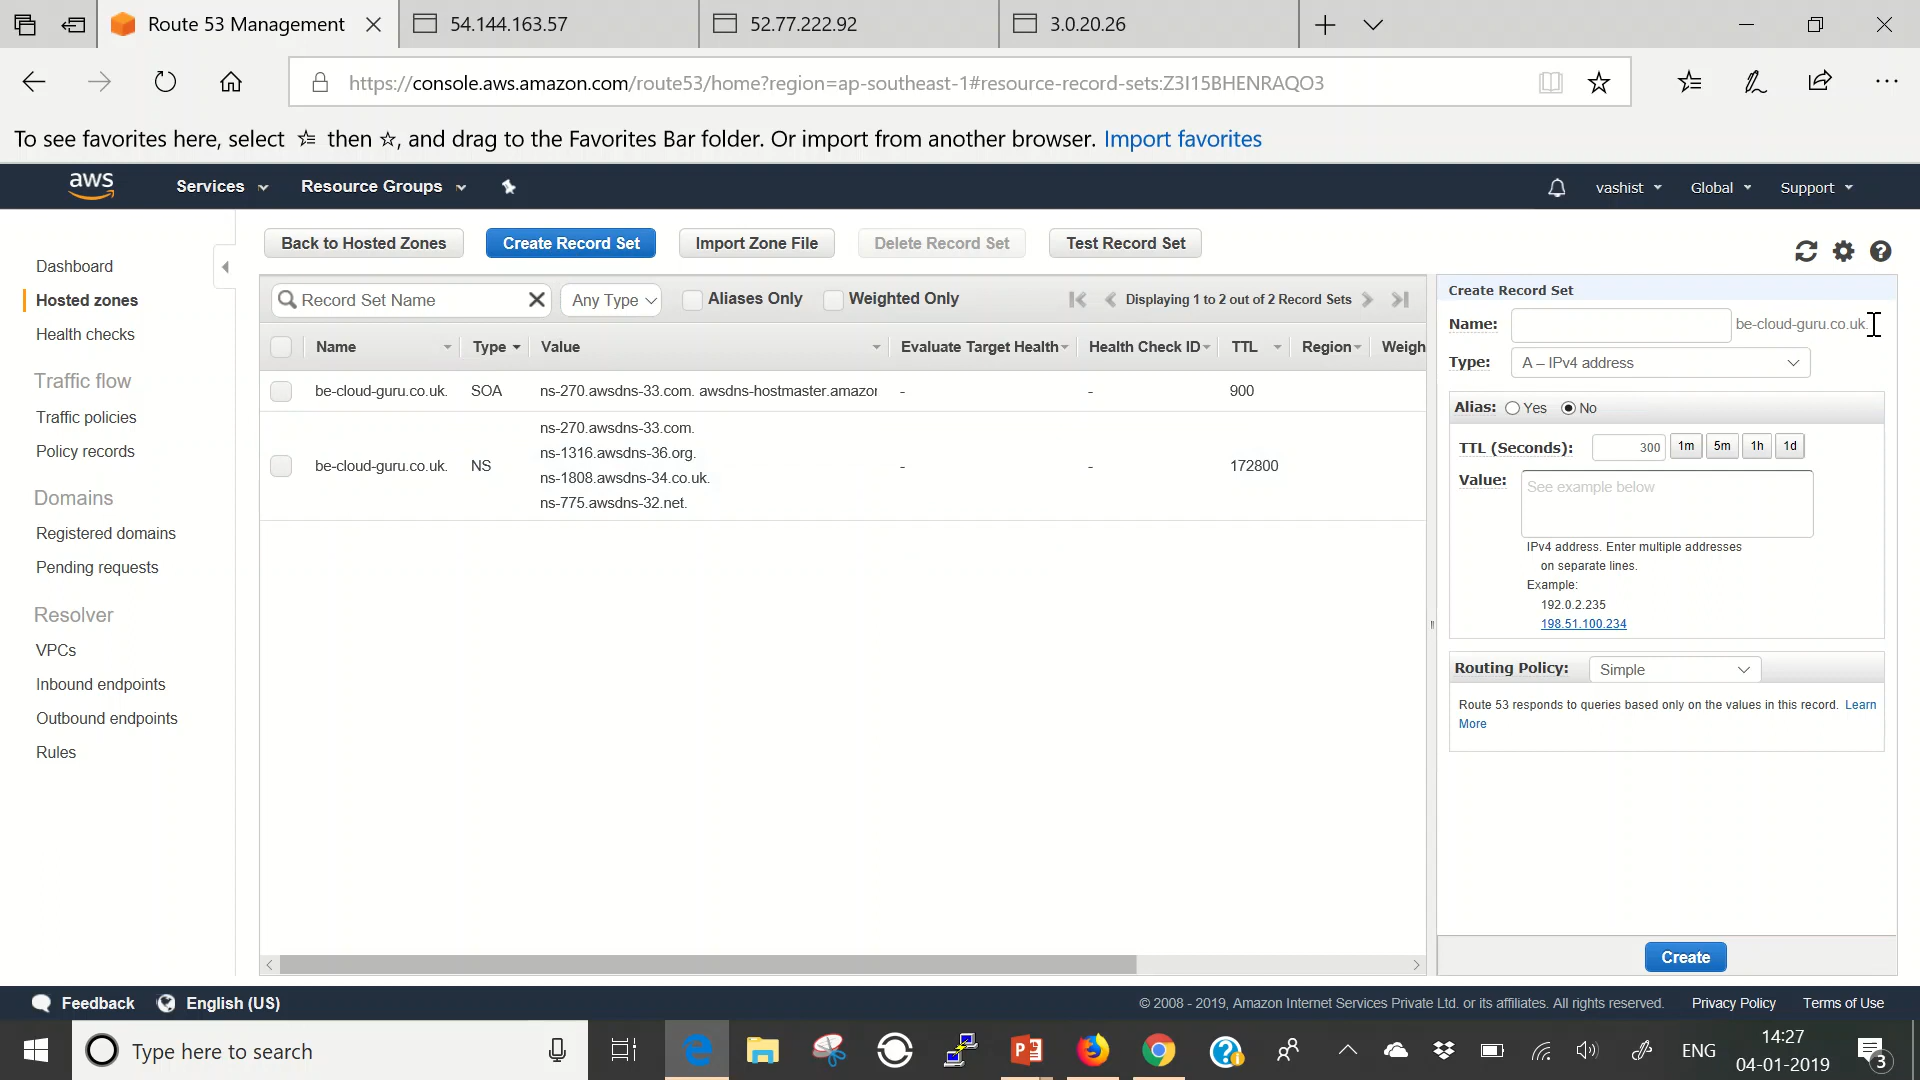 Route 53 Management
54.144.163.57
52.77.222.92
3.0.20.26
https://console.aws.amazon.com/route53/home?region=ap-southeast-1#resource-record-sets:Z3I15BHENRAQO3
To see favorites here, select then , and drag to the Favorites Bar folder. Or import from another browser. Import favorites
aws
Services
Resource Groups
vashist
Global
Support
Dashboard
Hosted zones
Health checks
Traffic flow
Traffic policies
Policy records
Domains
Registered domains
Pending requests
Resolver
VPCs
Inbound endpoints
Outbound endpoints
Rules
Back to Hosted Zones
Create Record Set
Import Zone File
Delete Record Set
Test Record Set
Record Set Name
Any Type
Aliases Only
Weighted Only
Displaying 1 to 2 out of 2 Record Sets
Name Type Value Evaluate Target Health Health Check ID TTL Region Weigh
be-cloud-guru.co.uk. SOA ns-270.awsdns-33.com. awsdns-hostmaster.amazor - - 900
be-cloud-guru.co.uk. NS
ns-270.awsdns-33.com.
ns-1316.awsdns-36.org.
ns-1808.awsdns-34.co.uk.
ns-775.awsdns-32.net.
- - 172800
Create Record Set
Name: be-cloud-guru.co.uk.
Type: A – IPv4 address
Alias: Yes No
TTL (Seconds): 300 1m 5m 1h 1d
Value: See example below
IPv4 address. Enter multiple addresses
on separate lines.
Example:
192.0.2.235
198.51.100.234
Routing Policy: Simple
Route 53 responds to queries based only on the values in this record. Learn
More
Create
Feedback
English (US)
© 2008 - 2019, Amazon Internet Services Private Ltd. or its affiliates. All rights reserved.
Privacy Policy
Terms of Use
Type here to search
ENG
14:27
04-01-2019
3